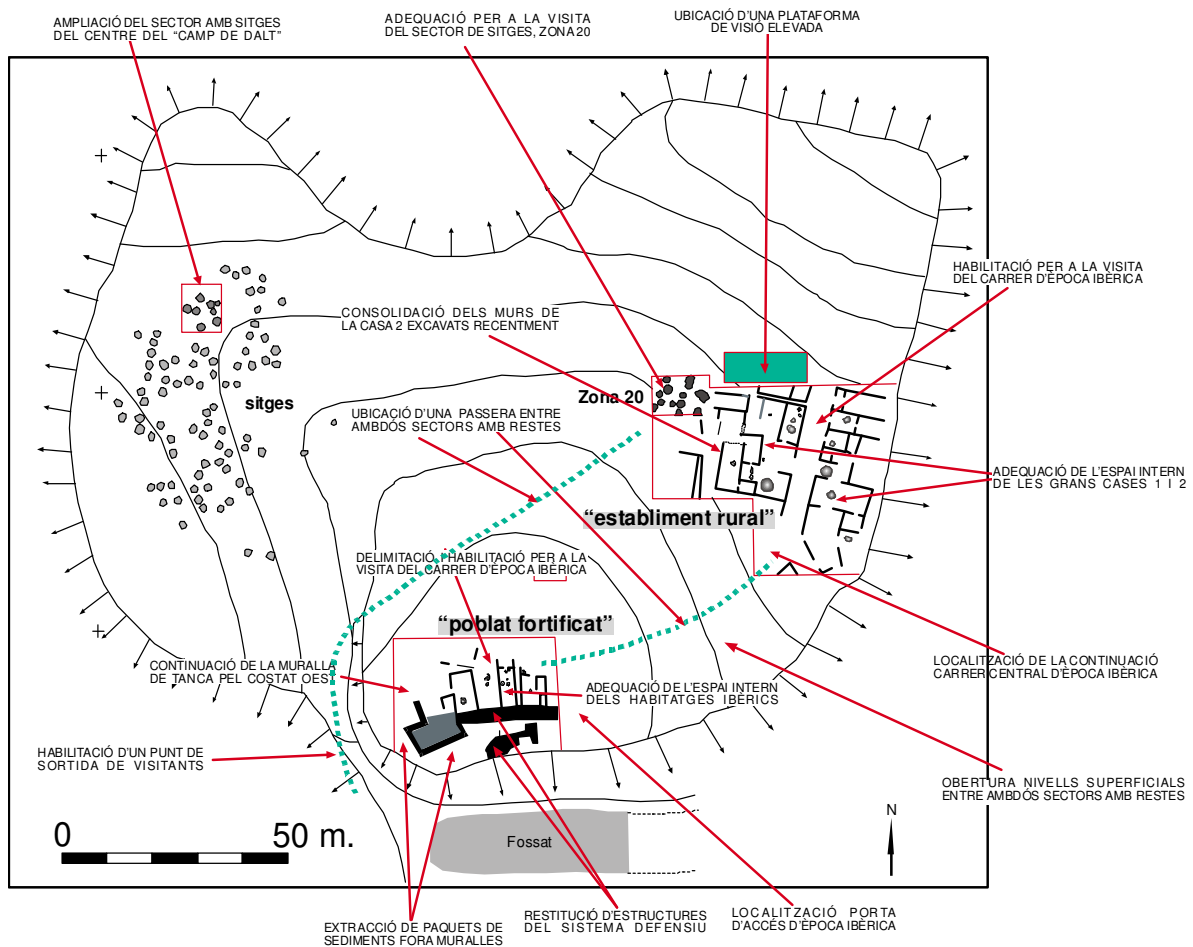 AMPLIACIÓ DEL SECTOR AMB SITGES
DEL CENTRE DEL “CAMP DE DALT”
ADEQUACIÓ PER A LA VISITA
DEL SECTOR DE SITGES, ZONA 20
UBICACIÓ D’UNA PLATAFORMA
DE VISIÓ ELEVADA
HABILITACIÓ PER A LA VISITA
DEL CARRER D’ÈPOCA IBÈRICA
CONSOLIDACIÓ DELS MURS DE
LA CASA 2 EXCAVATS RECENTMENT
sitges
Zona 20
UBICACIÓ D’UNA PASSERA ENTRE
AMBDÓS SECTORS AMB RESTES
ADEQUACIÓ DE L’ESPAI INTERN
DE LES GRANS CASES 1 I 2
“establiment rural”
DELIMITACIÓ I HABILITACIÓ PER A LA
VISITA DEL CARRER D’ÈPOCA IBÈRICA
“poblat fortificat”
CONTINUACIÓ DE LA MURALLA
DE TANCA PEL COSTAT OEST
ADEQUACIÓ DE L’ESPAI INTERN
DELS HABITATGES IBÈRICS
LOCALITZACIÓ DE LA CONTINUACIÓ
CARRER CENTRAL D’ÈPOCA IBÈRICA
HABILITACIÓ D’UN PUNT DE
SORTIDA DE VISITANTS
OBERTURA NIVELLS SUPERFICIALS
ENTRE AMBDÓS SECTORS AMB RESTES
0 50 m.
Fossat
N
EXTRACCIÓ DE PAQUETS DE
SEDIMENTS FORA MURALLES
RESTITUCIÓ D’ESTRUCTURES
DEL SISTEMA DEFENSIU
LOCALITZACIÓ PORTA
D’ACCÉS D’ÈPOCA IBÈRICA